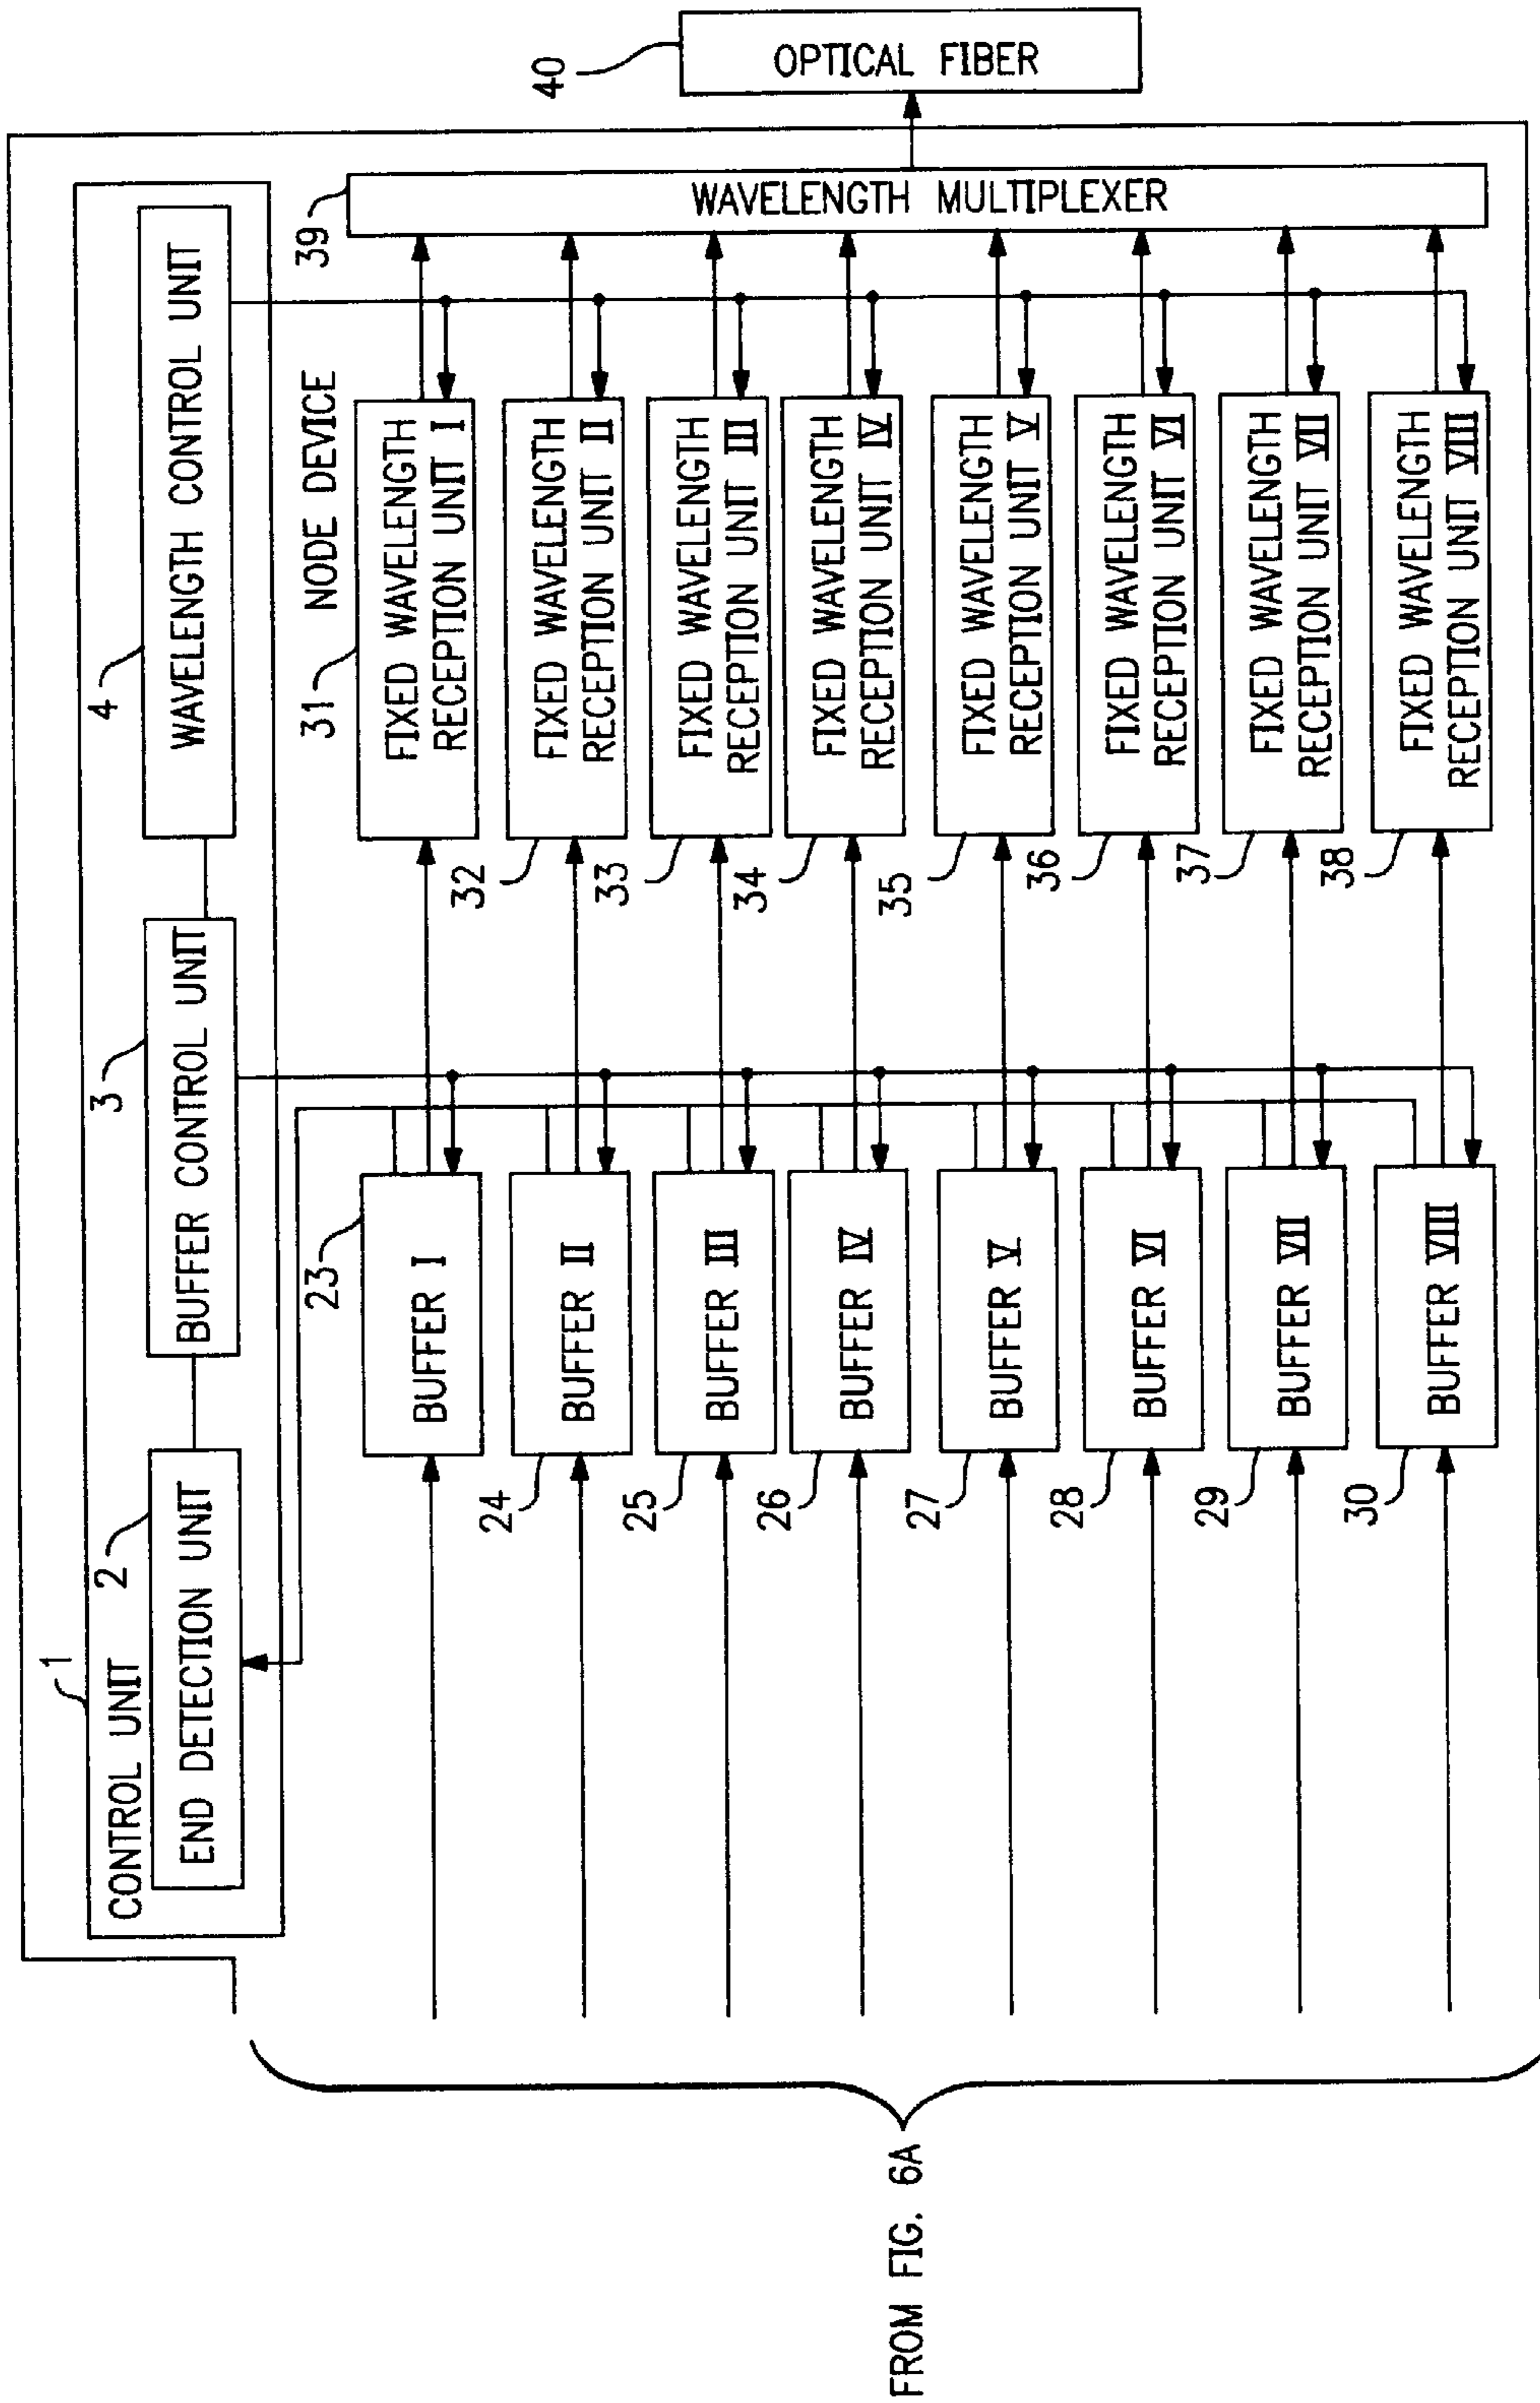 1
CONTROL UNIT
2
END DETECTION UNIT
3
BUFFER CONTROL UNIT
4
WAVELENGTH CONTROL UNIT
NODE DEVICE
23
BUFFER I
24
BUFFER II
25
BUFFER III
26
BUFFER IV
27
BUFFER V
28
BUFFER VI
29
BUFFER VII
30
BUFFER VIII
31
FIXED WAVELENGTH
RECEPTION UNIT I
32
FIXED WAVELENGTH
RECEPTION UNIT II
33
FIXED WAVELENGTH
RECEPTION UNIT III
34
FIXED WAVELENGTH
RECEPTION UNIT IV
35
FIXED WAVELENGTH
RECEPTION UNIT V
36
FIXED WAVELENGTH
RECEPTION UNIT VI
37
FIXED WAVELENGTH
RECEPTION UNIT VII
38
FIXED WAVELENGTH
RECEPTION UNIT VIII
39
WAVELENGTH MULTIPLEXER
40
OPTICAL FIBER
FROM FIG. 6A